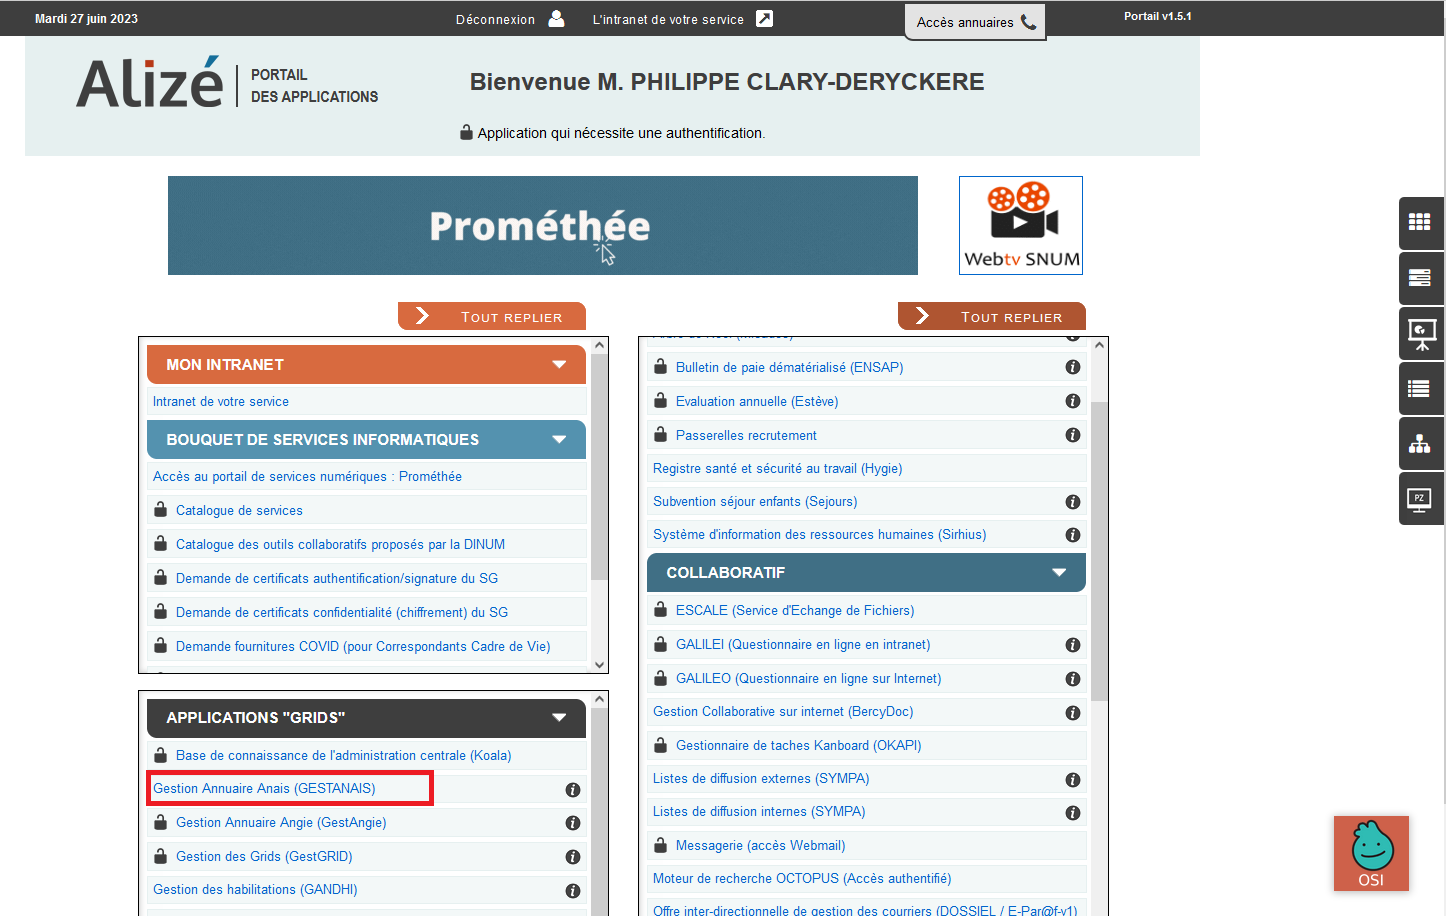 Mardi 27 juin 2023
Déconnexion
L'intranet de votre service
Accès annuaires
Portail v1.5.1
Alizé
PORTAIL
DES APPLICATIONS
Bienvenue M. PHILIPPE CLARY-DERYCKERE
Application qui nécessite une authentification.
Prométhée
Webtv SNUM
TOUT REPLIER
MON INTRANET
Intranet de votre service
BOUQUET DE SERVICES INFORMATIQUES
Accès au portail de services numériques : Prométhée
Catalogue de services
Catalogue des outils collaboratifs proposés par la DINUM
Demande de certificats authentification/signature du SG
Demande de certificats confidentialité (chiffrement) du SG
Demande fournitures COVID (pour Correspondants Cadre de Vie)
APPLICATIONS "GRIDS"
Base de connaissance de l'administration centrale (Koala)
Gestion Annuaire Anais (GESTANAIS)
Gestion Annuaire Angie (GestAngie)
Gestion des Grids (GestGRID)
Gestion des habilitations (GANDHI)
TOUT REPLIER
Bulletin de paie dématérialisé (ENSAP)
Evaluation annuelle (Estève)
Passerelles recrutement
Registre santé et sécurité au travail (Hygie)
Subvention séjour enfants (Sejours)
Système d'information des ressources humaines (Sirhius)
COLLABORATIF
ESCALE (Service d'Echange de Fichiers)
GALILEI (Questionnaire en ligne en intranet)
GALILEO (Questionnaire en ligne sur Internet)
Gestion Collaborative sur internet (BercyDoc)
Gestionnaire de taches Kanboard (OKAPI)
Listes de diffusion externes (SYMPA)
Listes de diffusion internes (SYMPA)
Messagerie (accès Webmail)
Moteur de recherche OCTOPUS (Accès authentifié)
Offre inter-directionnelle de gestion des courriers (DOSSIEL / E-Par@f-v1)
PZ
OSI